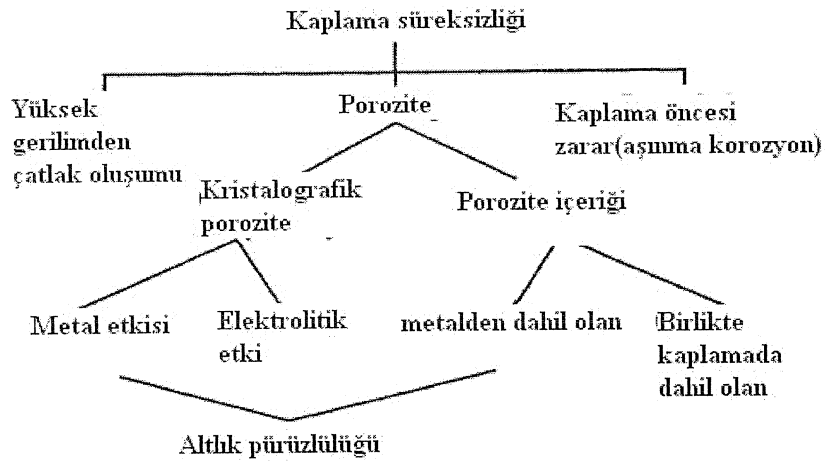 Kaplama süreksizliği
Yüksek
gerilimden
çatlak oluşumu
Porozite
Kaplama öncesi
zarar(aşınma korozyon)
Kristalografik
porozite
Porozite içeriği
Metal etkisi
Elektrolitik
etki
metalden dahil olan
Birlikte
kaplamada
dahil olan
Altlık pürüzlülüğü